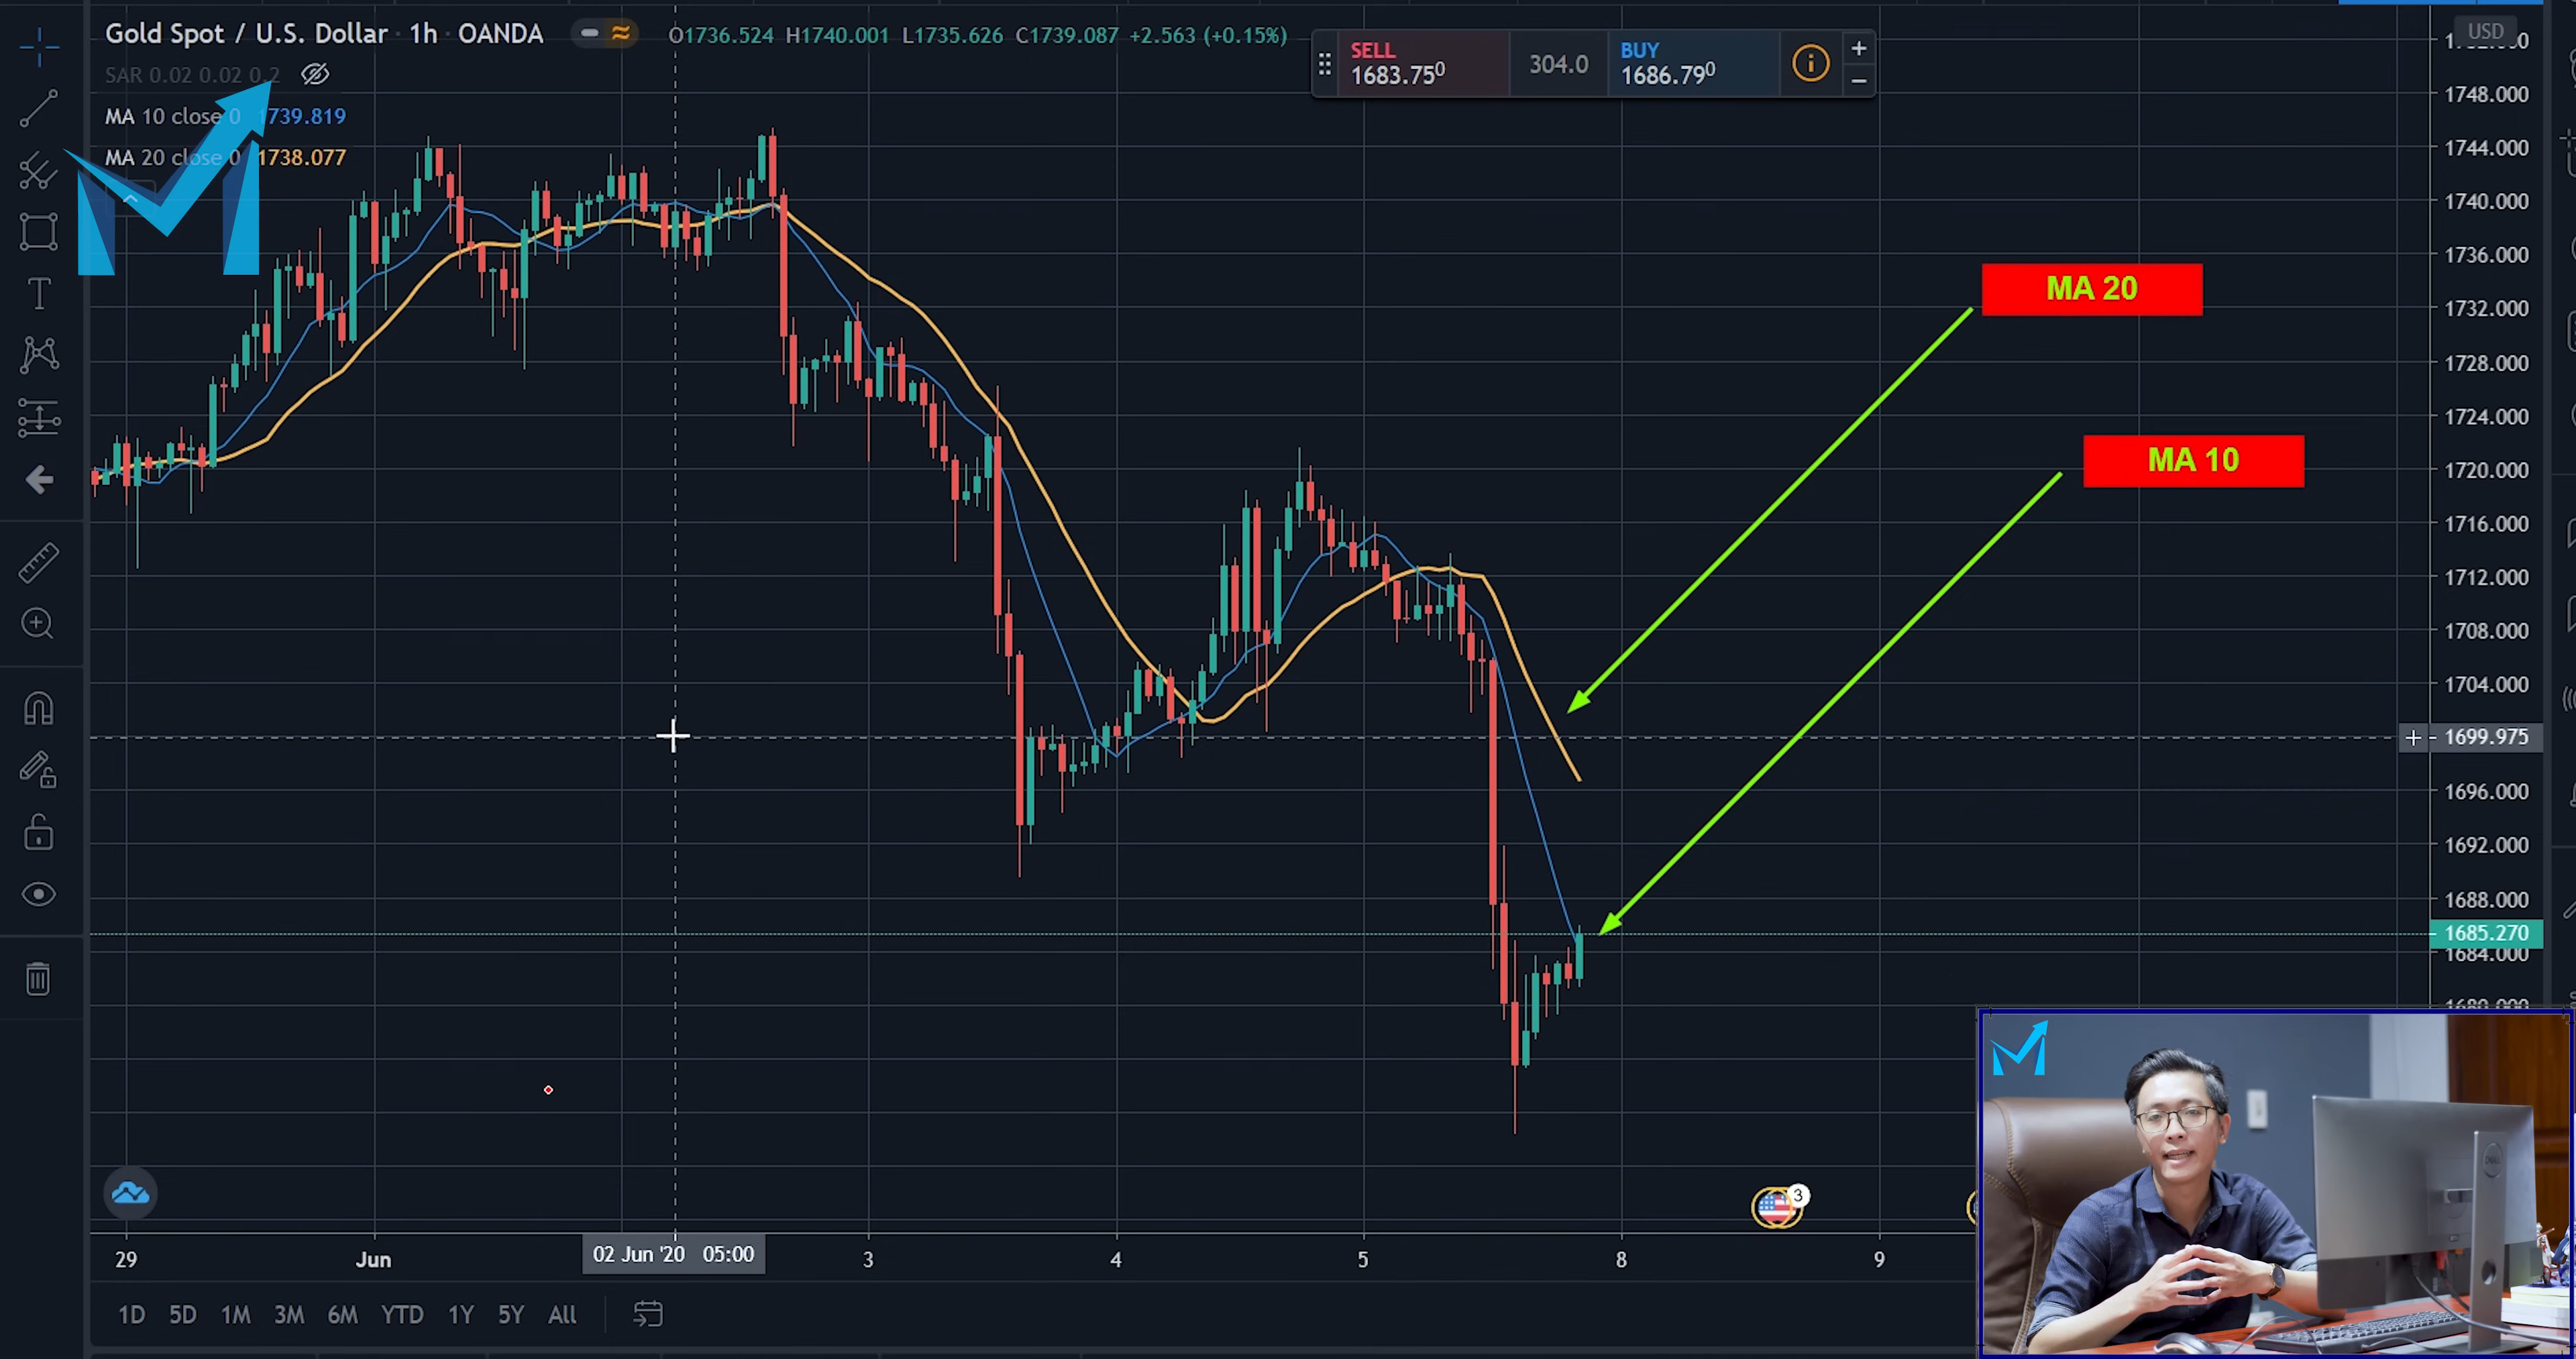 Gold Spot / U.S. Dollar · 1h · OANDA
O1736.524 H1740.001 L1735.626 C1739.087 +2.563 (+0.15%)
SELL
1683.750
304.0
BUY
1686.790
USD
SAR 0.02 0.02 0.2
MA 10 close 0 1739.819
MA 20 close 0 1738.077
1748.000
1744.000
1740.000
1736.000
1732.000
1728.000
1724.000
1720.000
1716.000
1712.000
1708.000
1704.000
1699.975
1696.000
1692.000
1688.000
1685.270
1684.000
MA 20
MA 10
3
29
Jun
02 Jun '20 05:00
3
4
5
8
9
1D 5D 1M 3M 6M YTD 1Y 5Y All